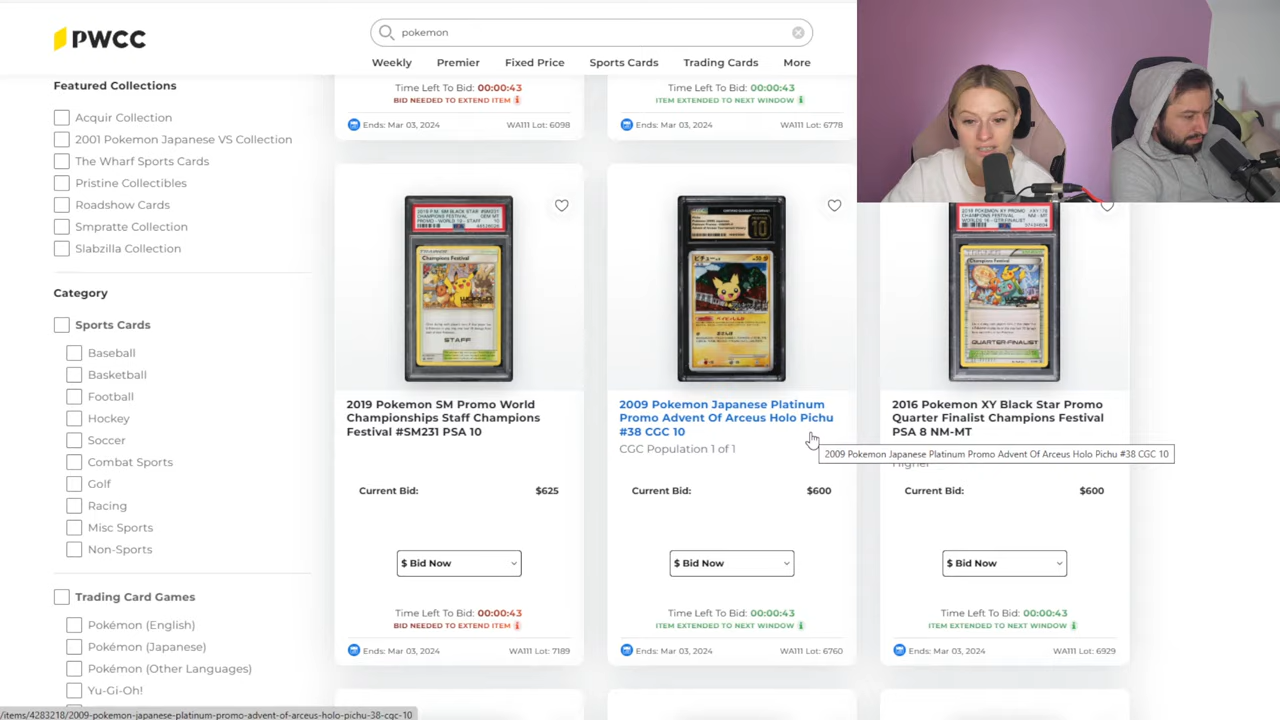 PWCC
pokemon
Weekly Premier Fixed Price Sports Cards Trading Cards More
Featured Collections
Acquir Collection
2001 Pokemon Japanese VS Collection
The Wharf Sports Cards
Pristine Collectibles
Roadshow Cards
Smpratte Collection
Slabzilla Collection
Category
Sports Cards
Baseball
Basketball
Football
Hockey
Soccer
Combat Sports
Golf
Racing
Misc Sports
Non-Sports
Trading Card Games
Pokémon (English)
Pokémon (Japanese)
Pokémon (Other Languages)
Yu-Gi-Oh!
Time Left To Bid: 00:00:43
BID NEEDED TO EXTEND ITEM
Ends: Mar 03, 2024 WA111 Lot: 6098
Time Left To Bid: 00:00:43
ITEM EXTENDED TO NEXT WINDOW
Ends: Mar 03, 2024 WA111 Lot: 6778
Champions Festival
STAFF
2019 Pokemon SM Promo World
Championships Staff Champions
Festival #SM231 PSA 10
Current Bid: $625
$ Bid Now
Time Left To Bid: 00:00:43
BID NEEDED TO EXTEND ITEM
Ends: Mar 03, 2024 WA111 Lot: 7189
10
2009 Pokemon Japanese Platinum
Promo Advent Of Arceus Holo Pichu
#38 CGC 10
CGC Population 1 of 1
Current Bid: $600
$ Bid Now
Time Left To Bid: 00:00:43
ITEM EXTENDED TO NEXT WINDOW
Ends: Mar 03, 2024 WA111 Lot: 6760
Champions Festival
QUARTER-FINALIST
2016 Pokemon XY Black Star Promo
Quarter Finalist Champions Festival
PSA 8 NM-MT
2009 Pokemon Japanese Platinum Promo Advent Of Arceus Holo Pichu #38 CGC 10
Higher
Current Bid: $600
$ Bid Now
Time Left To Bid: 00:00:43
ITEM EXTENDED TO NEXT WINDOW
Ends: Mar 03, 2024 WA111 Lot: 6929
/items/4283218/2009-pokemon-japanese-platinum-promo-advent-of-arceus-holo-pichu-38-cgc-10